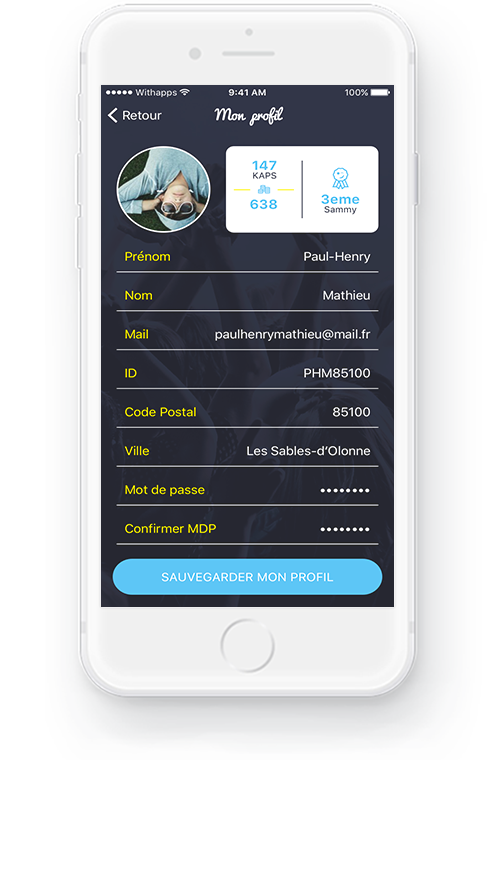 Withapps 9:41 AM 100%
Retour Mon profil
147
KAPS
638
3eme
Sammy
Prénom Paul-Henry
Nom Mathieu
Mail paulhenrymathieu@mail.fr
ID PHM85100
Code Postal 85100
Ville Les Sables-d’Olonne
Mot de passe ••••••••
Confirmer MDP ••••••••
SAUVEGARDER MON PROFIL